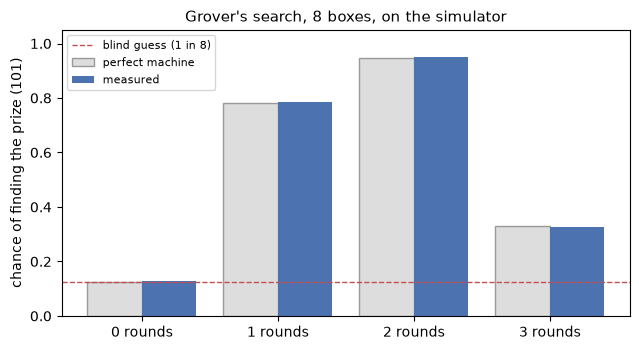 Grover's search, 8 boxes, on the simulator
chance of finding the prize (101)
1.0
0.8
0.6
0.4
0.2
0.0
blind guess (1 in 8)
perfect machine
measured
0 rounds
1 rounds
2 rounds
3 rounds